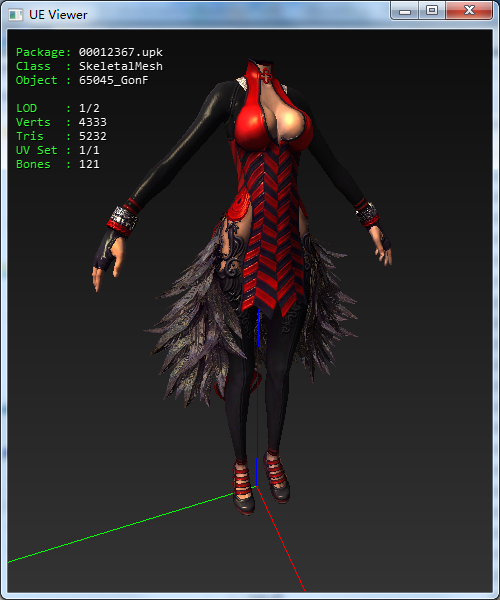 UE Viewer
Package: 00012367.upk
Class : SkeletalMesh
Object : 65045_GonF
LOD : 1/2
Verts : 4333
Tris : 5232
UV Set : 1/1
Bones : 121